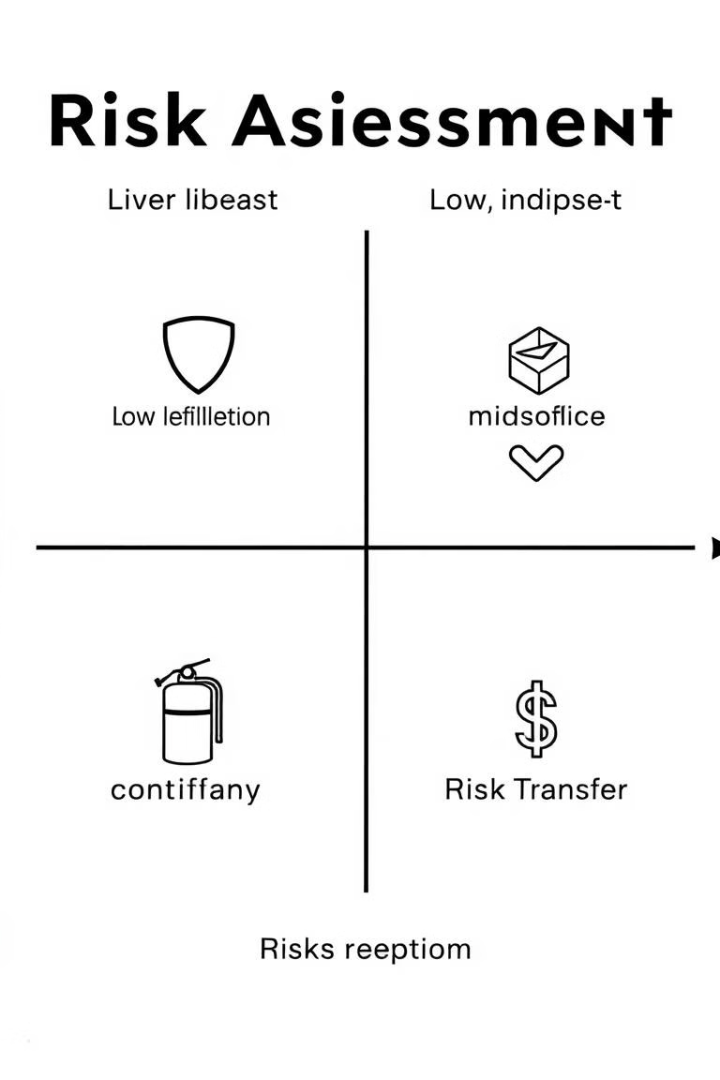 Risk Asiessment
Liver libeast
Low, indipse-t
Low lefillletion
midsoflice
contiffany
Risk Transfer
Risks reeptiom